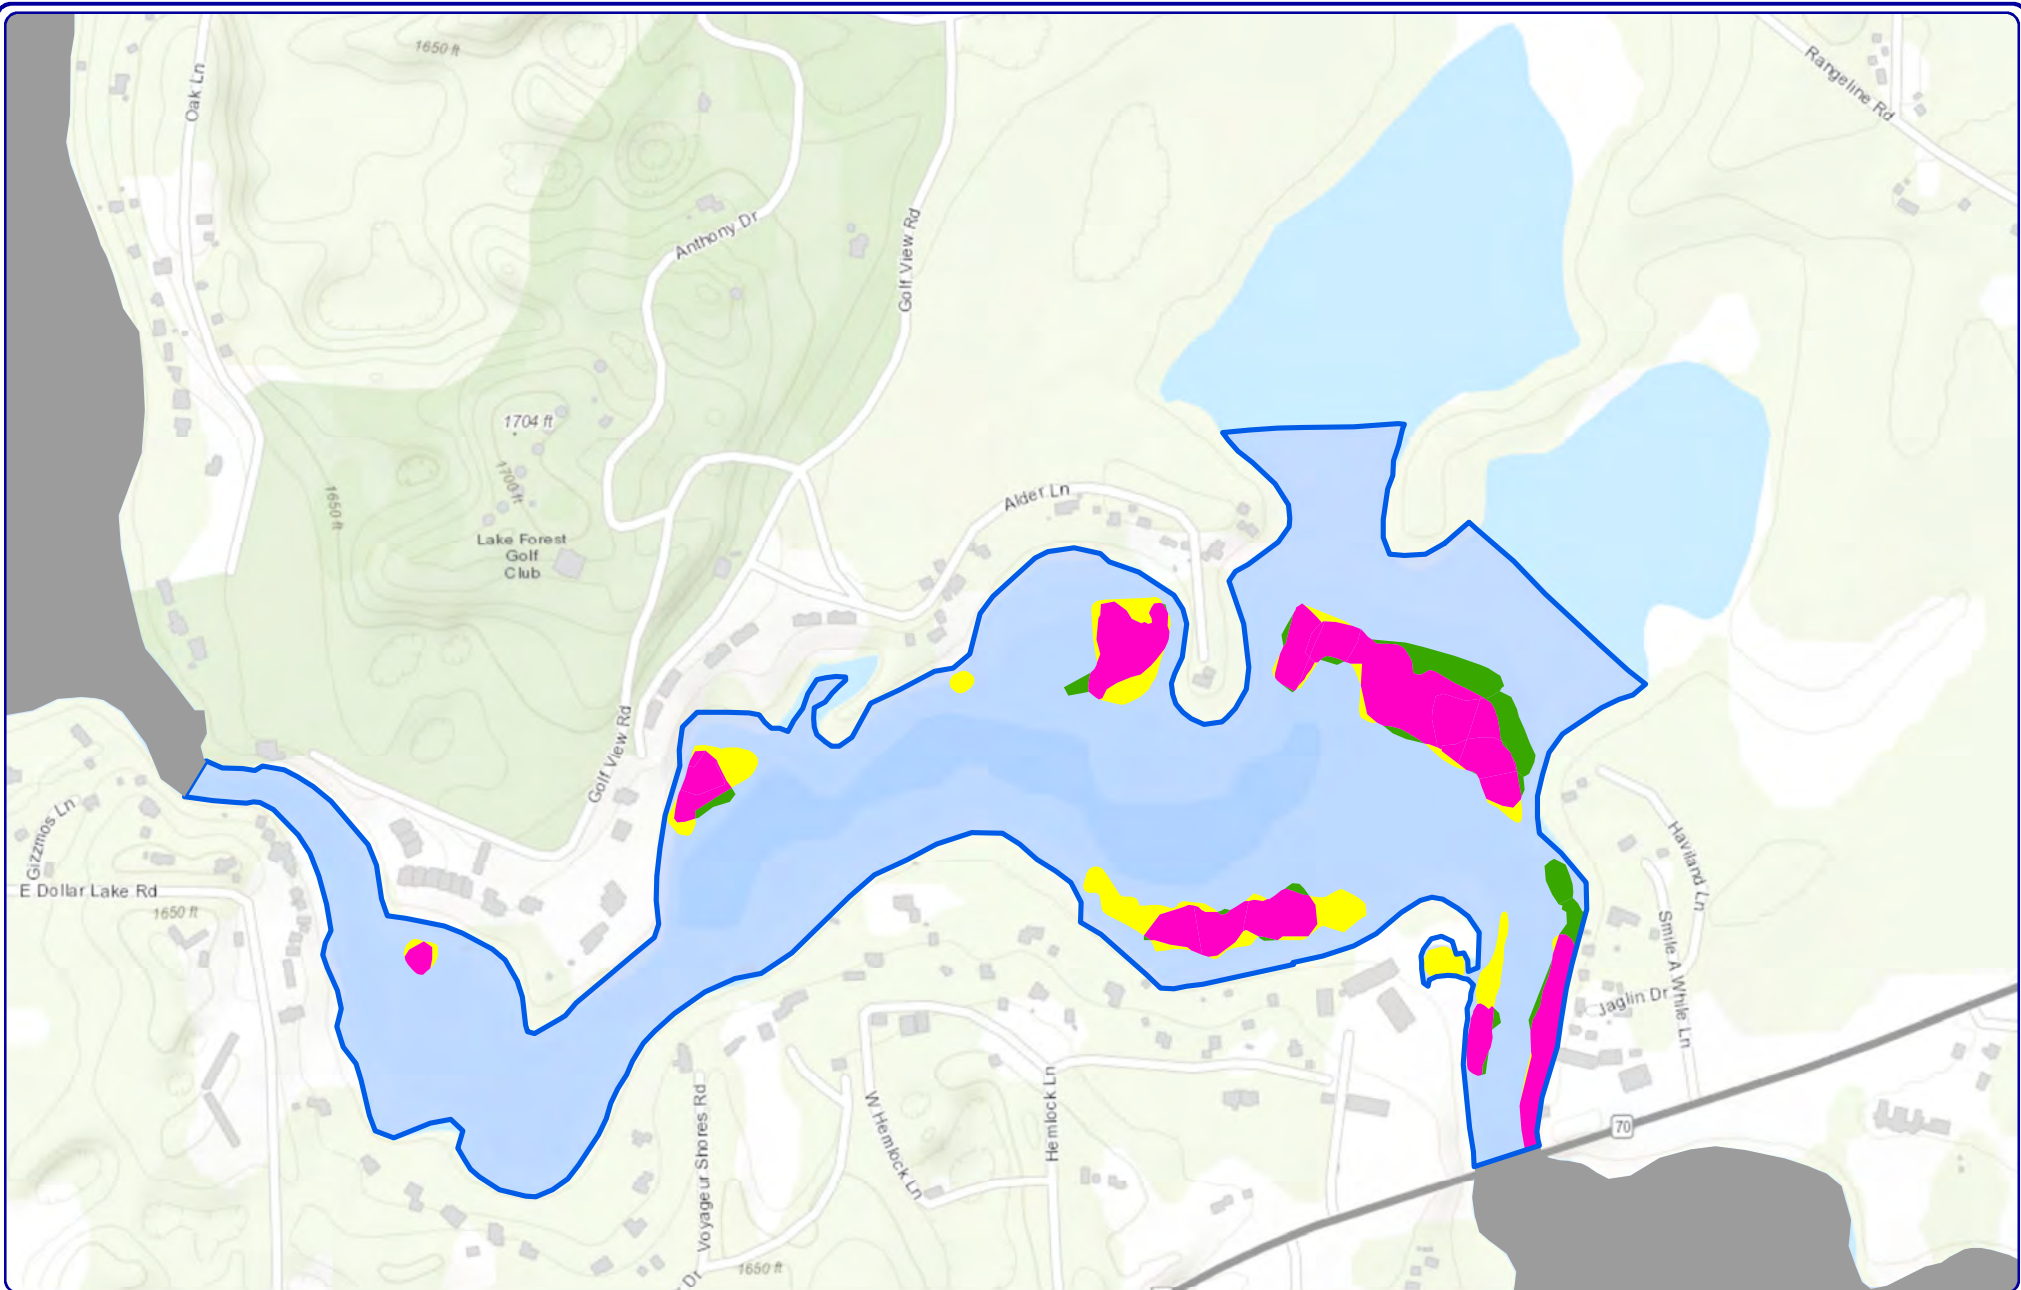 1650 ft
Oak Ln
Rangeline Rd
Anthony Dr
Golf View Rd
1704 ft
1700 ft
1650 ft
Alder Ln
Lake Forest
Golf
Club
Golf View Rd
Gizzmos Ln
E Dollar Lake Rd
1650 ft
Haviland Ln
Smile A While Ln
Jaglin Dr
Voyageur Shores Rd
W Hemlock Ln
Hemlock Ln
70
1650 ft
Dr